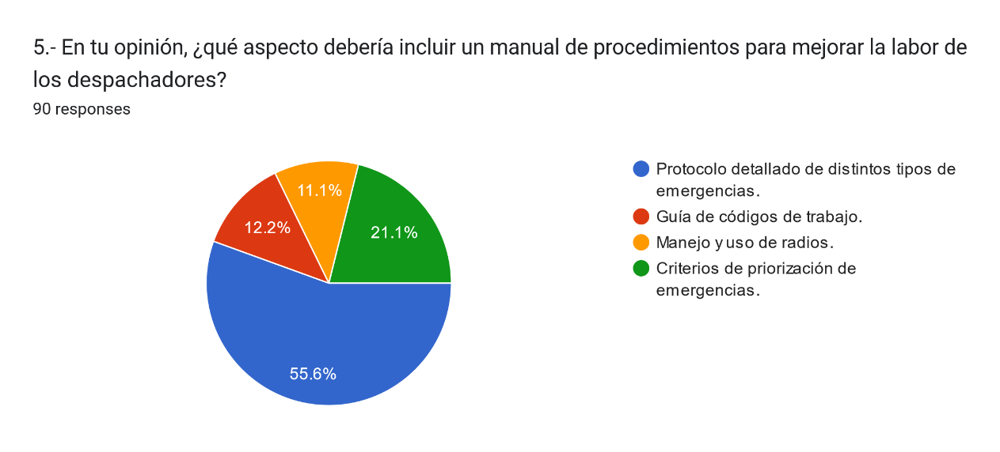 5.- En tu opinión, ¿qué aspecto debería incluir un manual de procedimientos para mejorar la labor de
los despachadores?
90 responses
11.1%
12.2%
21.1%
55.6%
Protocolo detallado de distintos tipos de
emergencias.
Guía de códigos de trabajo.
Manejo y uso de radios.
Criterios de priorización de
emergencias.